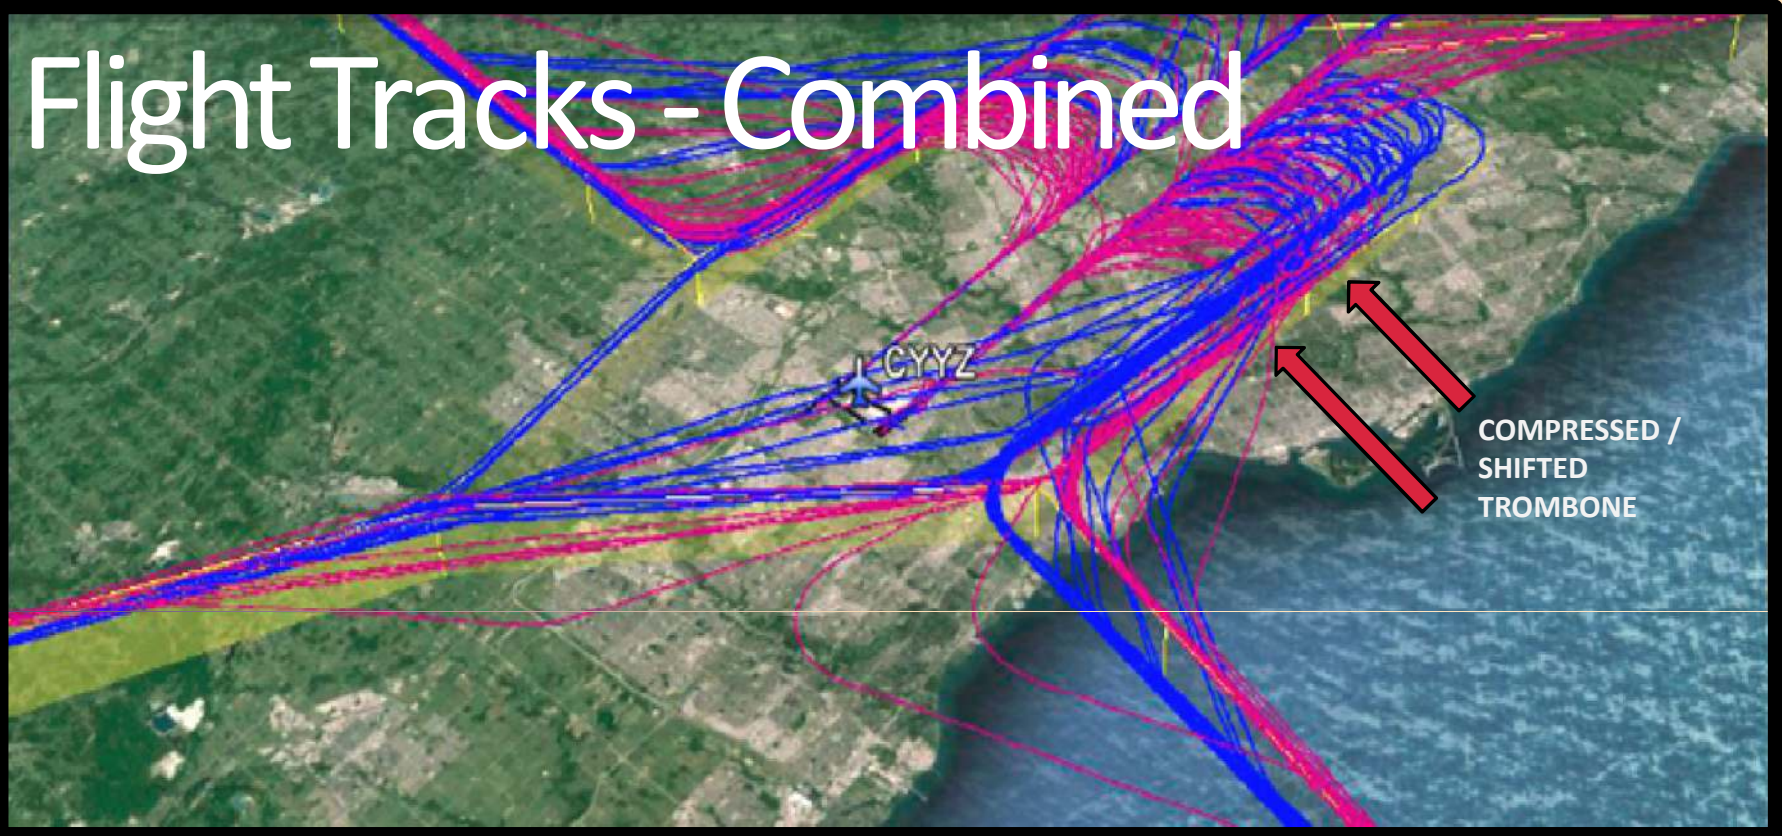 Flight Tracks - Combined
CYYZ
COMPRESSED /
SHIFTED
TROMBONE